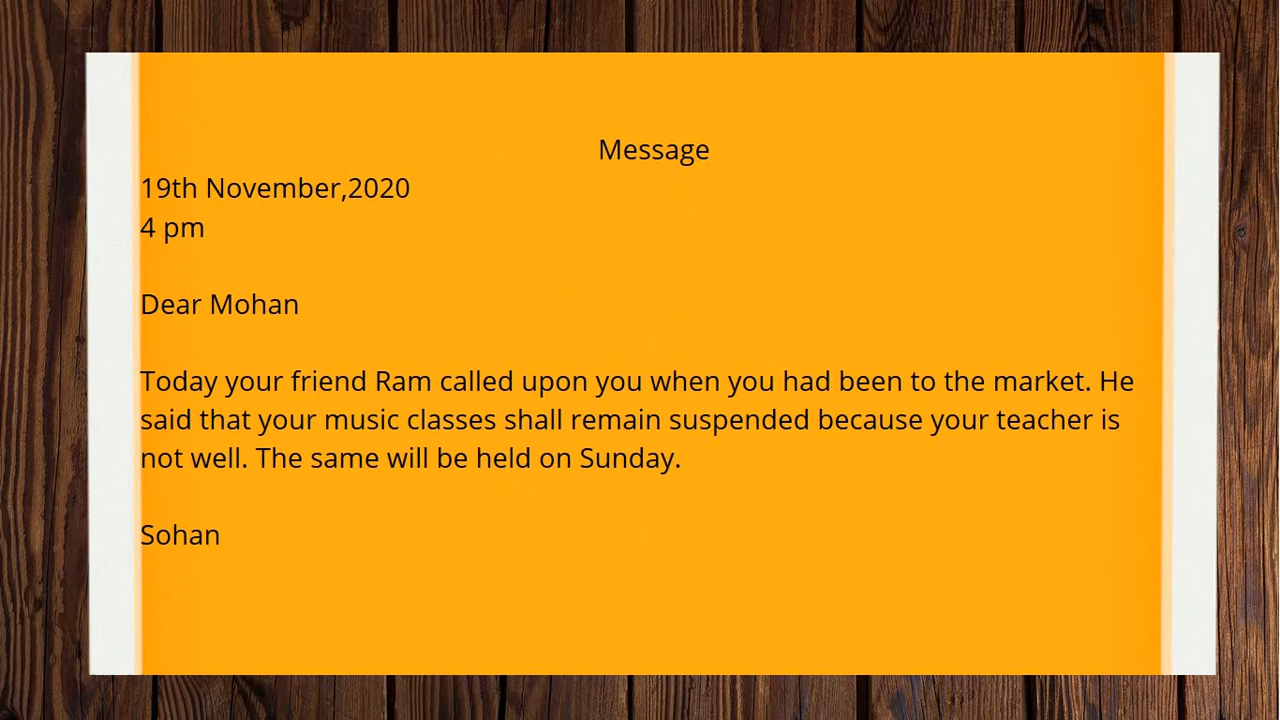 Message
19th November,2020
4 pm
Dear Mohan
Today your friend Ram called upon you when you had been to the market. He
said that your music classes shall remain suspended because your teacher is
not well. The same will be held on Sunday.
Sohan